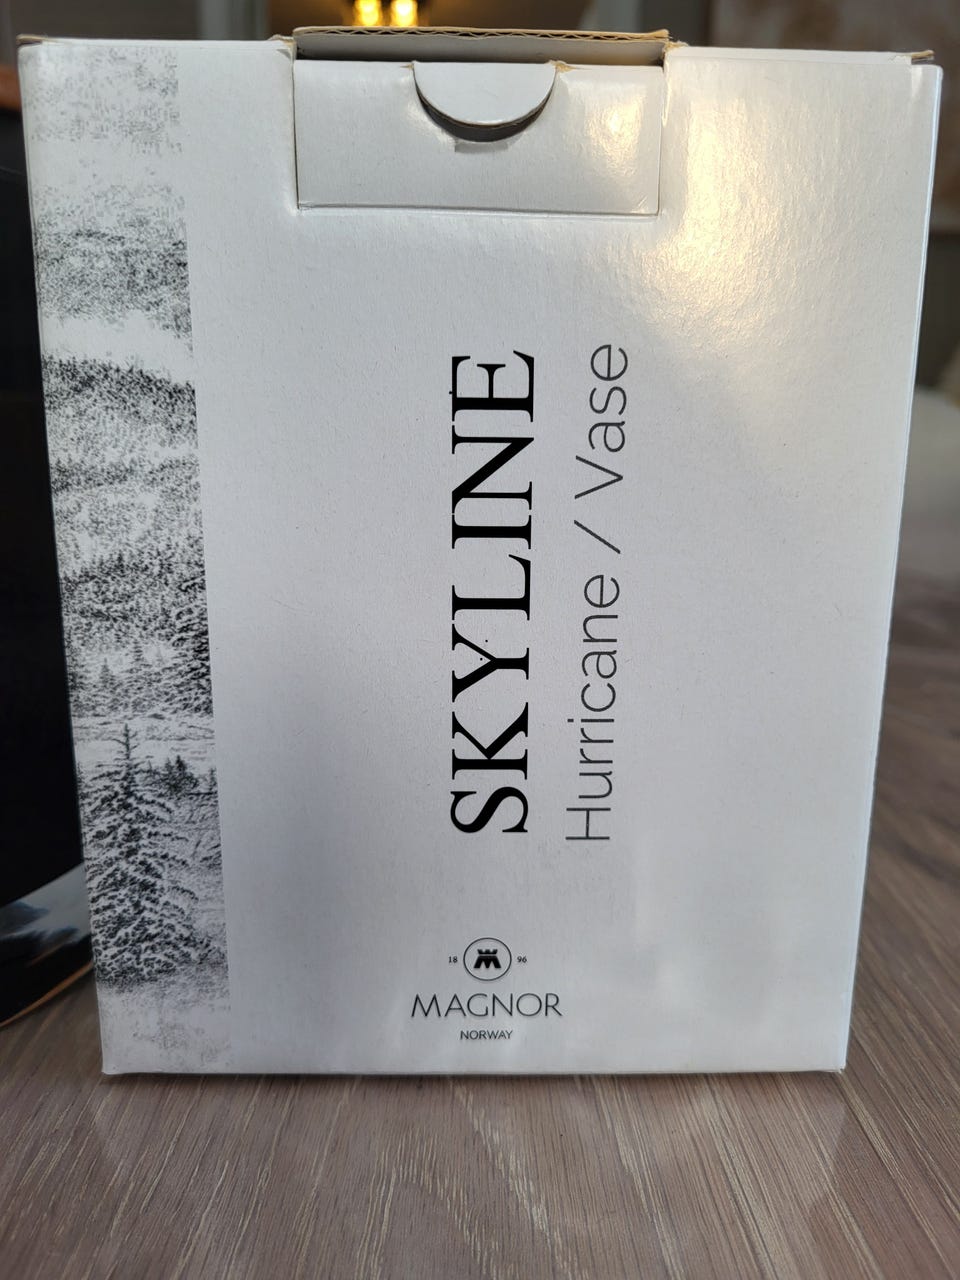 SKYLINE
Hurricane / Vase
18 96
MAGNOR
NORWAY